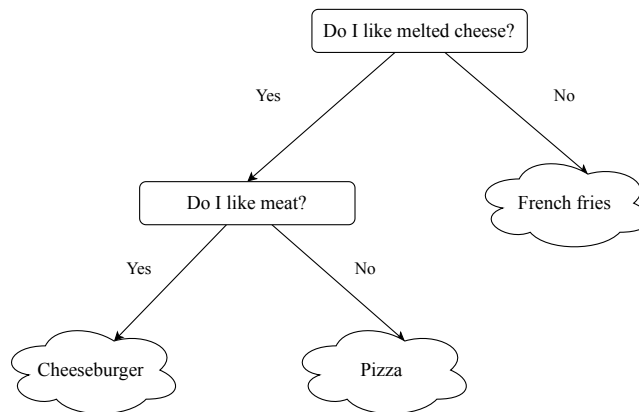 Do I like melted cheese?
Yes
No
Do I like meat?
French fries
Yes
No
Cheeseburger
Pizza